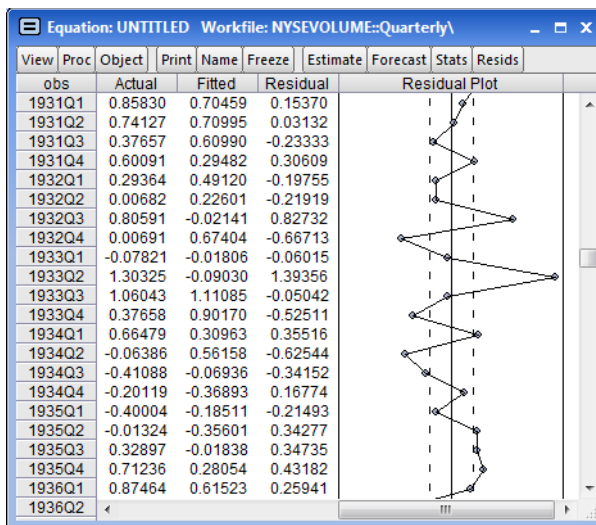 Equation: UNTITLED Workfile: NYSEVOLUME::Quarterly\
View Proc Object Print Name Freeze Estimate Forecast Stats Resids
obs Actual Fitted Residual Residual Plot
1931Q1 0.85830 0.70459 0.15370
1931Q2 0.74127 0.70995 0.03132
1931Q3 0.37657 0.60990 -0.23333
1931Q4 0.60091 0.29482 0.30609
1932Q1 0.29364 0.49120 -0.19755
1932Q2 0.00682 0.22601 -0.21919
1932Q3 0.80591 -0.02141 0.82732
1932Q4 0.00691 0.67404 -0.66713
1933Q1 -0.07821 -0.01806 -0.06015
1933Q2 1.30325 -0.09030 1.39356
1933Q3 1.06043 1.11085 -0.05042
1933Q4 0.37658 0.90170 -0.52511
1934Q1 0.66479 0.30963 0.35516
1934Q2 -0.06386 0.56158 -0.62544
1934Q3 -0.41088 -0.06936 -0.34152
1934Q4 -0.20119 -0.36893 0.16774
1935Q1 -0.40004 -0.18511 -0.21493
1935Q2 -0.01324 -0.35601 0.34277
1935Q3 0.32897 -0.01838 0.34735
1935Q4 0.71236 0.28054 0.43182
1936Q1 0.87464 0.61523 0.25941
1936Q2